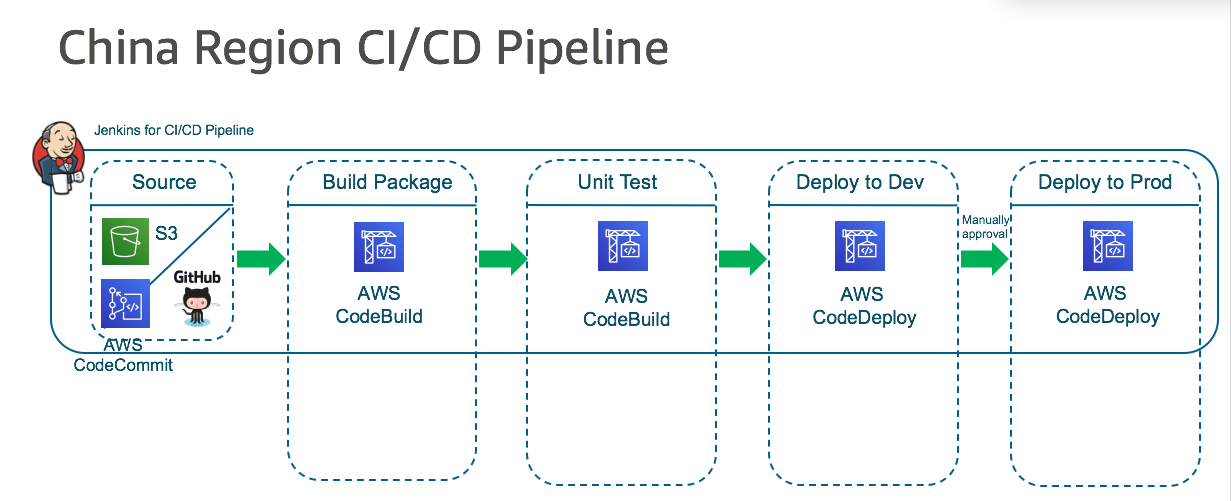 China Region CI/CD Pipeline
Jenkins for CI/CD Pipeline
Source
S3
GitHub
AWS
CodeCommit
Build Package
AWS
CodeBuild
Unit Test
AWS
CodeBuild
Deploy to Dev
AWS
CodeDeploy
Manually
approval
Deploy to Prod
AWS
CodeDeploy